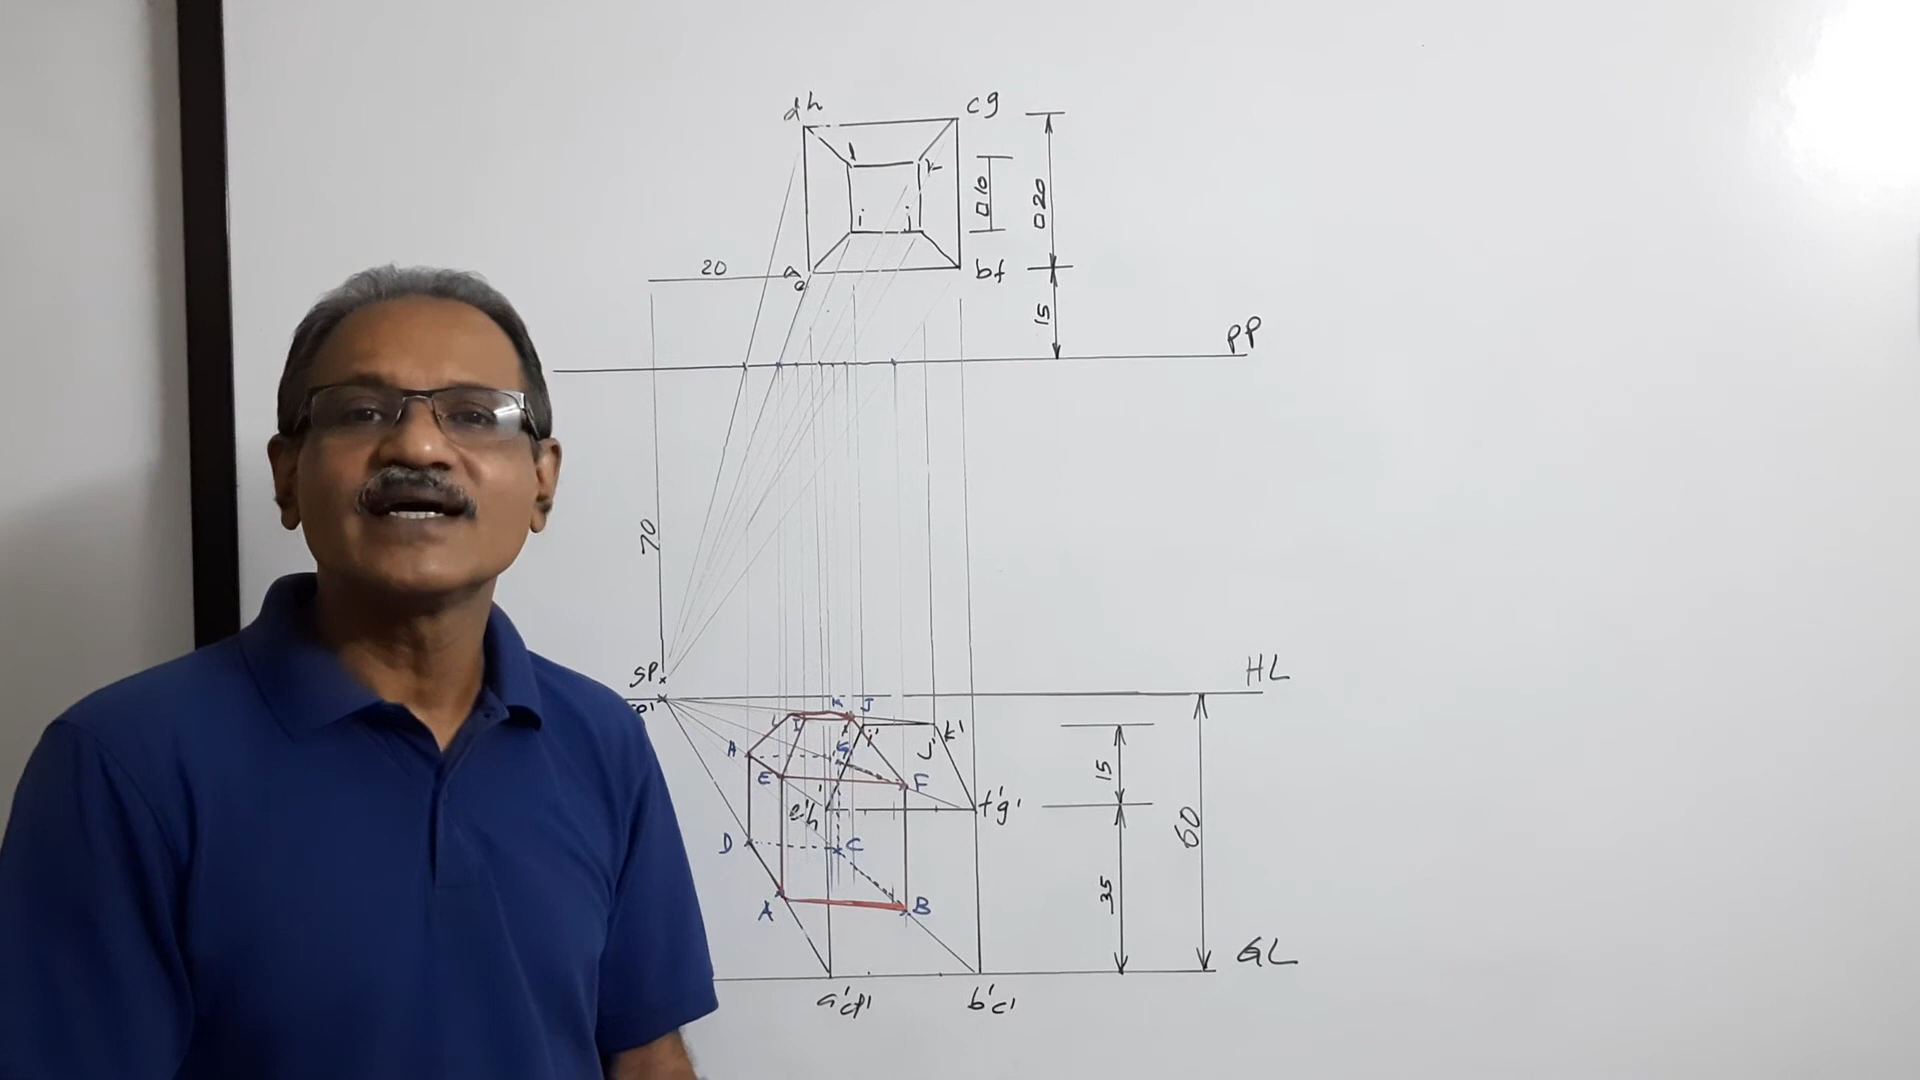 dh
cg
l
k
□10
□20
i
j
20
a
e
bf
15
PP
70
SP
HL
K
J
L
I
k'
i'
j'
G
H
E
F
15
e'h'
f'g'
60
D
C
35
A
B
GL
a'd'
b'c'